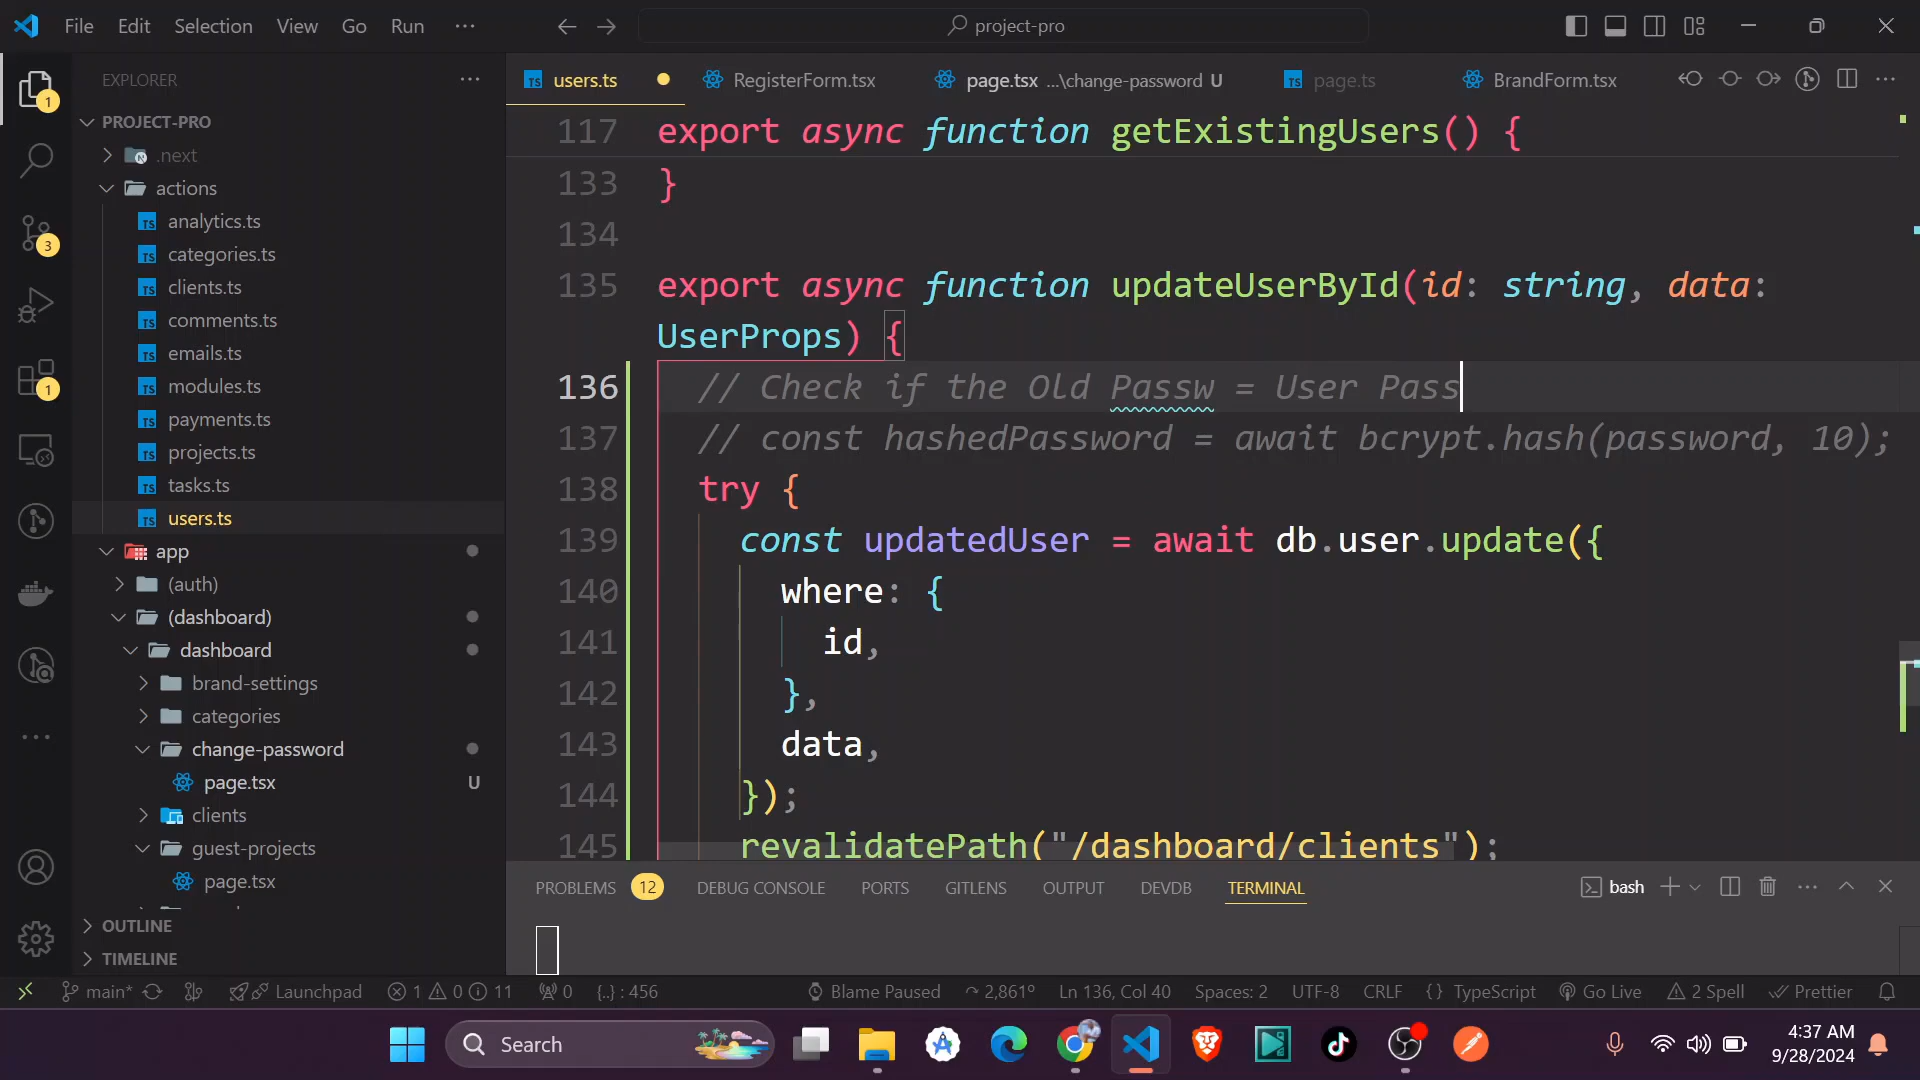 File Edit Selection View Go Run ···
project-pro
EXPLORER
users.ts
RegisterForm.tsx
page.tsx ...\change-password U
page.ts
BrandForm.tsx
PROJECT-PRO
.next
actions
analytics.ts
categories.ts
clients.ts
comments.ts
emails.ts
modules.ts
payments.ts
projects.ts
tasks.ts
users.ts
app
(auth)
(dashboard)
dashboard
brand-settings
categories
change-password
page.tsx U
clients
guest-projects
page.tsx
OUTLINE
TIMELINE
1
3
1
117 export async function getExistingUsers() {
133 }
134
135 export async function updateUserById(id: string, data:
UserProps) {
136 // Check if the Old Passw = User Pass
137 // const hashedPassword = await bcrypt.hash(password, 10);
138 try {
139 const updatedUser = await db.user.update({
140 where: {
141 id,
142 },
143 data,
144 });
145 revalidatePath("/dashboard/clients");
PROBLEMS 12 DEBUG CONSOLE PORTS GITLENS OUTPUT DEVDB TERMINAL
bash
main* Launchpad 1 0 11 0 {..} : 456
Blame Paused 2,861° Ln 136, Col 40 Spaces: 2 UTF-8 CRLF {} TypeScript Go Live 2 Spell Prettier
Search
4:37 AM
9/28/2024